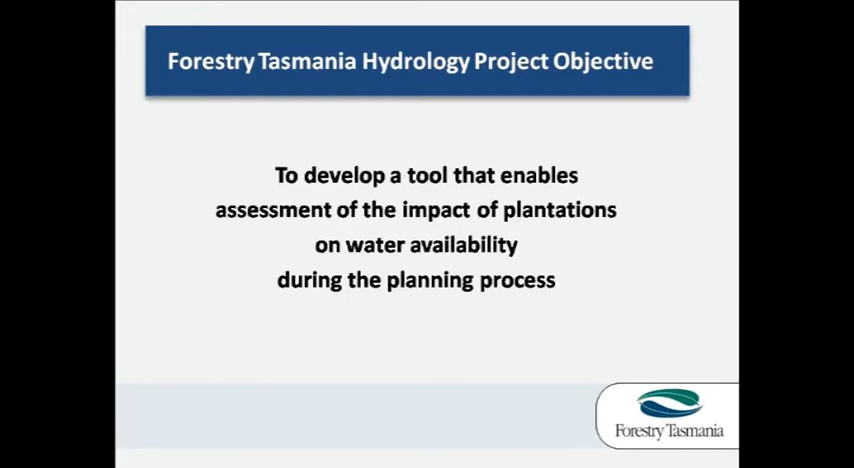 Forestry Tasmania Hydrology Project Objective
To develop a tool that enables
assessment of the impact of plantations
on water availability
during the planning process
Forestry Tasmania